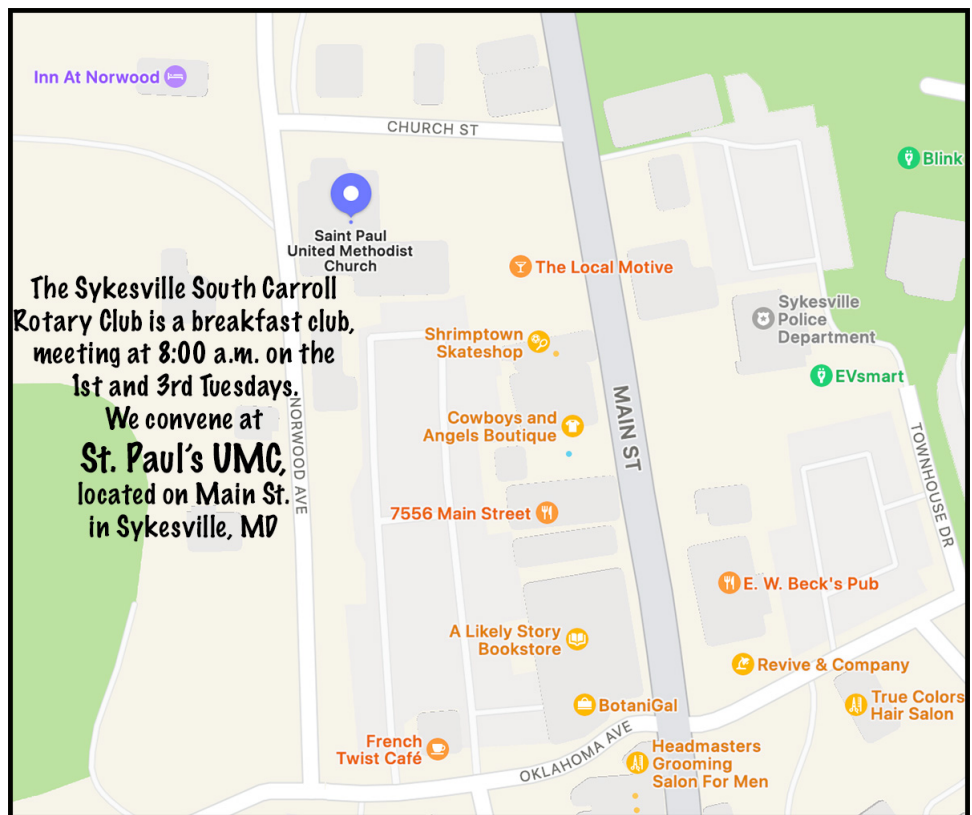 Inn At Norwood
CHURCH ST
Blink
Saint Paul
United Methodist
Church
The Local Motive
The Sykesville South Carroll
Rotary Club is a breakfast club,
meeting at 8:00 a.m. on the
1st and 3rd Tuesdays.
We convene at
St. Paul's UMC,
located on Main St.
in Sykesville, MD
NORWOOD AVE
Shrimptown
Skateshop
Sykesville
Police
Department
EVsmart
Cowboys and
Angels Boutique
MAIN ST
TOWNHOUSE DR
7556 Main Street
E. W. Beck's Pub
A Likely Story
Bookstore
Revive & Company
BotaniGal
True Colors
Hair Salon
French
Twist Café
OKLAHOMA AVE
Headmasters
Grooming
Salon For Men